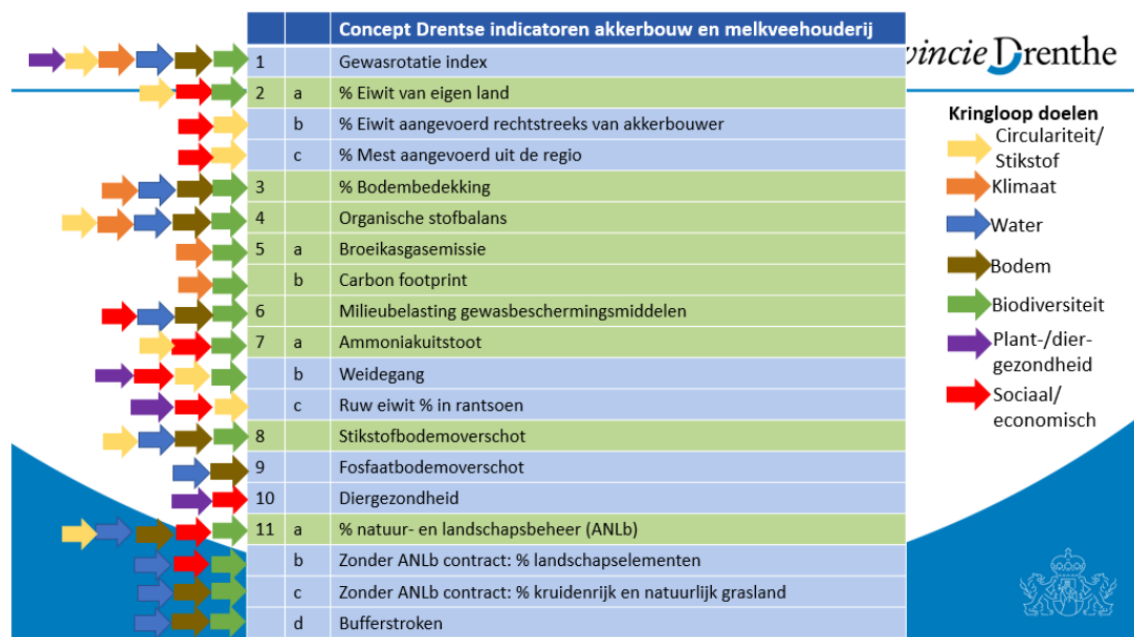 Concept Drentse indicatoren akkerbouw en melkveehouderij
1 Gewasrotatie index
2 a % Eiwit van eigen land
b % Eiwit aangevoerd rechtstreeks van akkerbouwer
c % Mest aangevoerd uit de regio
3 % Bodembedekking
4 Organische stofbalans
5 a Broeikasgasemissie
b Carbon footprint
6 Milieubelasting gewasbeschermingsmiddelen
7 a Ammoniakuitstoot
b Weidegang
c Ruw eiwit % in rantsoen
8 Stikstofbodemoverschot
9 Fosfaatbodemoverschot
10 Diergezondheid
11 a % natuur- en landschapsbeheer (ANLb)
b Zonder ANLb contract: % landschapselementen
c Zonder ANLb contract: % kruidenrijk en natuurlijk grasland
d Bufferstroken
vincie Drenthe
Kringloop doelen
Circulariteit/
Stikstof
Klimaat
Water
Bodem
Biodiversiteit
Plant-/dier-
gezondheid
Sociaal/
economisch